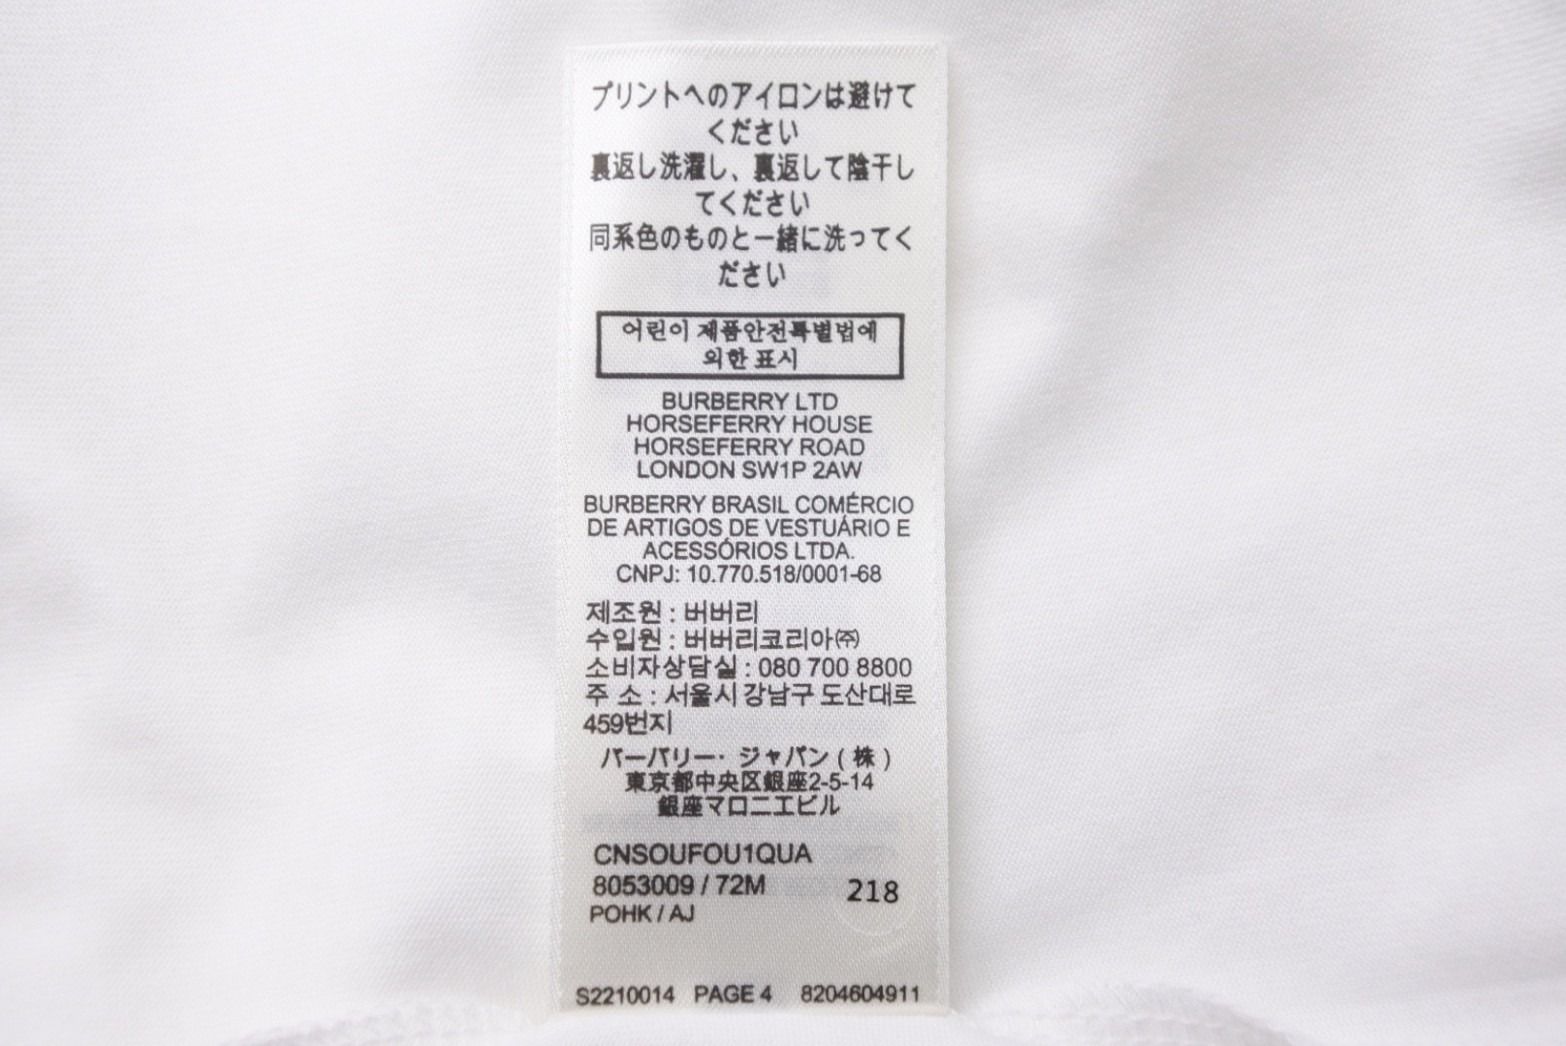 プリントへのアイロンは避けて
ください
裏返し洗濯し、裏返して陰干し
てください
同系色のものと一緒に洗ってく
ださい
어린이 제품안전특별법에
의한 표시
BURBERRY LTD
HORSEFERRY HOUSE
HORSEFERRY ROAD
LONDON SW1P 2AW
BURBERRY BRASIL COMÉRCIO
DE ARTIGOS DE VESTUÁRIO E
ACESSÓRIOS LTDA.
CNPJ: 10.770.518/0001-68
제조원 : 버버리
수입원 : 버버리코리아㈜
소비자상담실 : 080 700 8800
주 소 : 서울시 강남구 도산대로
459번지
バーバリー· ジャパン ( 株 )
東京都中央区銀座2-5-14
銀座マロニエビル
CNSOUFOU1QUA
8053009 / 72M 218
POHK / AJ
S2210014 PAGE 4 8204604911